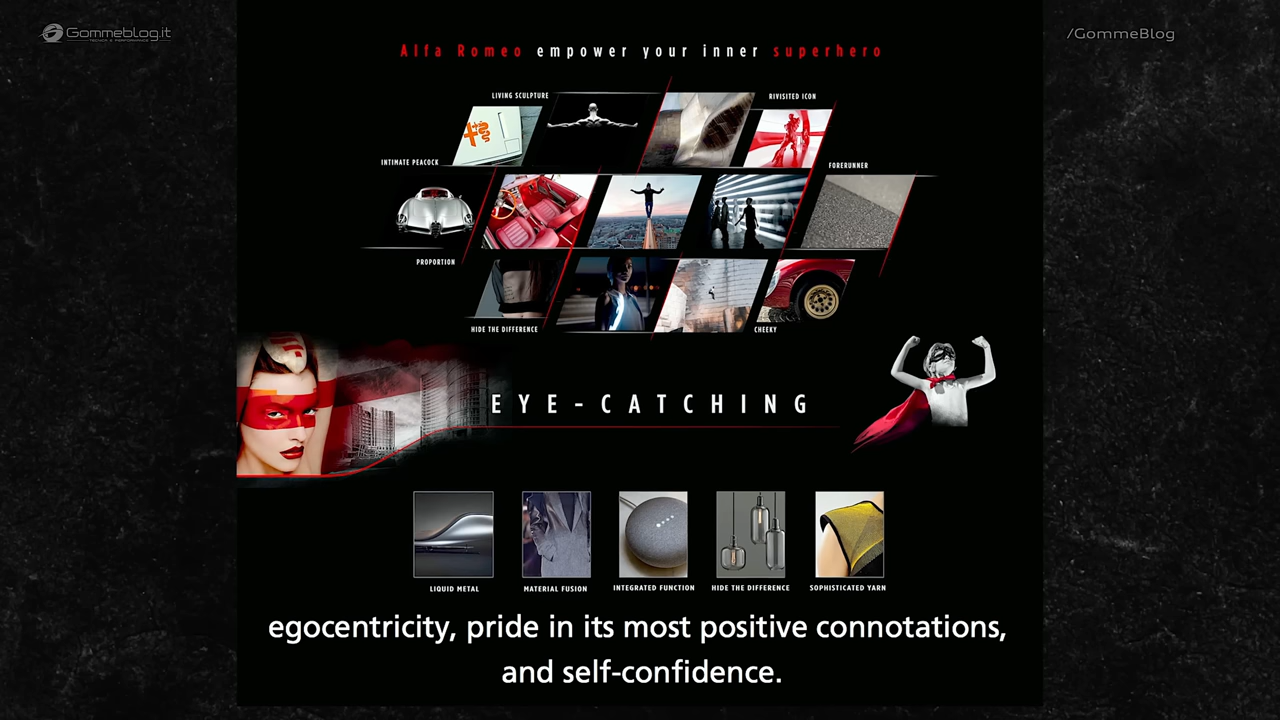 Gommeblog.it
/GommeBlog
Alfa Romeo empower your inner superhero
LIVING SCULPTURE
RIVISITED ICON
INTIMATE PEACOCK
FORERUNNER
PROPORTION
HIDE THE DIFFERENCE
CHEEKY
EYE-CATCHING
LIQUID METAL
MATERIAL FUSION
INTEGRATED FUNCTION
HIDE THE DIFFERENCE
SOPHISTICATED YARN
egocentricity, pride in its most positive connotations,
and self-confidence.